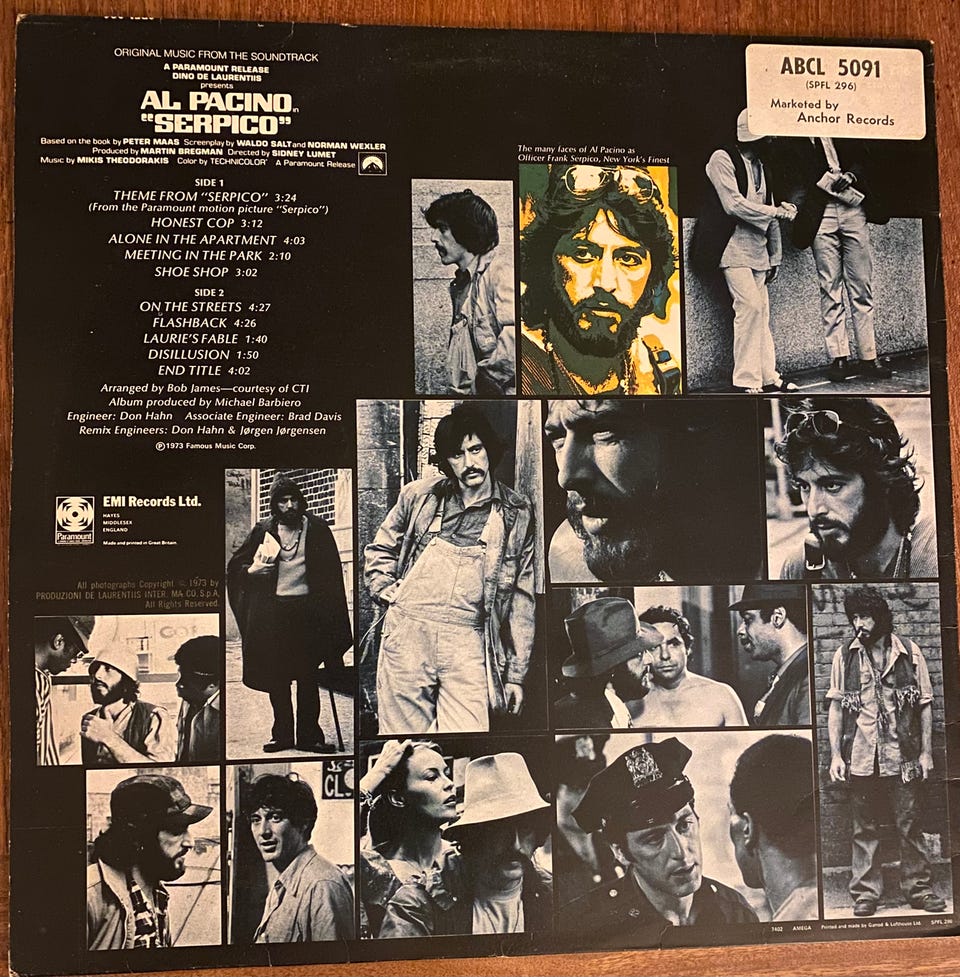 ORIGINAL MUSIC FROM THE SOUNDTRACK
A PARAMOUNT RELEASE
DINO DE LAURENTIIS
presents
AL PACINO in
"SERPICO"
Based on the book by PETER MAAS Screenplay by WALDO SALT and NORMAN WEXLER
Produced by MARTIN BREGMAN Directed by SIDNEY LUMET
Music by MIKIS THEODORAKIS Color by TECHNICOLOR® A Paramount Release
SIDE 1
THEME FROM "SERPICO" 3:24
(From the Paramount motion picture "Serpico")
HONEST COP 3:12
ALONE IN THE APARTMENT 4:03
MEETING IN THE PARK 2:10
SHOE SHOP 3:02
SIDE 2
ON THE STREETS 4:27
FLASHBACK 4:26
LAURIE'S FABLE 1:40
DISILLUSION 1:50
END TITLE 4:02
Arranged by Bob James—courtesy of CTI
Album produced by Michael Barbiero
Engineer: Don Hahn Associate Engineer: Brad Davis
Remix Engineers: Don Hahn & Jørgen Jørgensen
℗ 1973 Famous Music Corp.
ABCL 5091
(SPFL 296)
Marketed by
Anchor Records
The many faces of Al Pacino as
Officer Frank Serpico, New York's Finest
Paramount
EMI Records Ltd.
HAYES
MIDDLESEX
ENGLAND
Made and printed in Great Britain.
All photographs Copyright © 1973 by
PRODUZIONI DE LAURENTIIS INTER. MA. CO. S.p.A.
All Rights Reserved.
CLO
7402 AMEGA Printed and made by Garrod & Lofthouse Ltd. SPFL 296